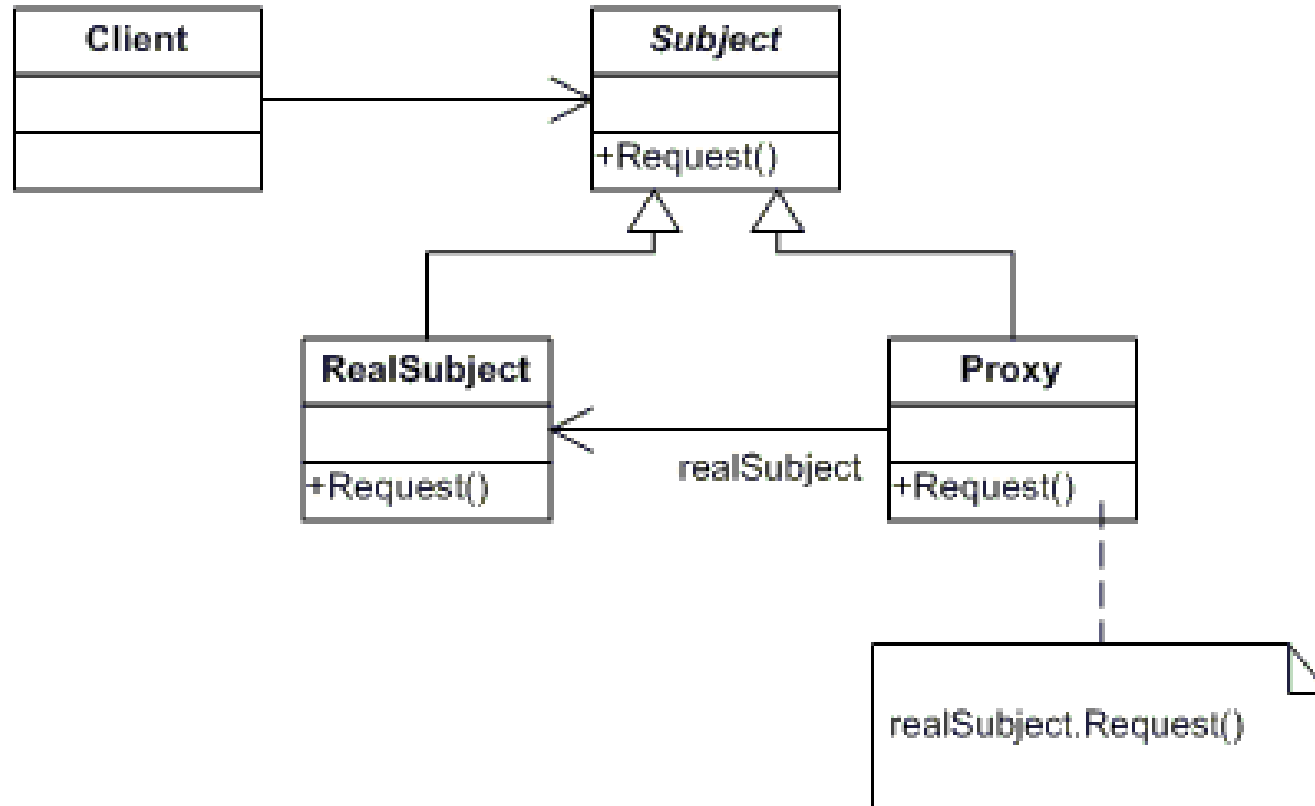 Client
Subject
+Request()
RealSubject
+Request()
realSubject
Proxy
+Request()
realSubject.Request()